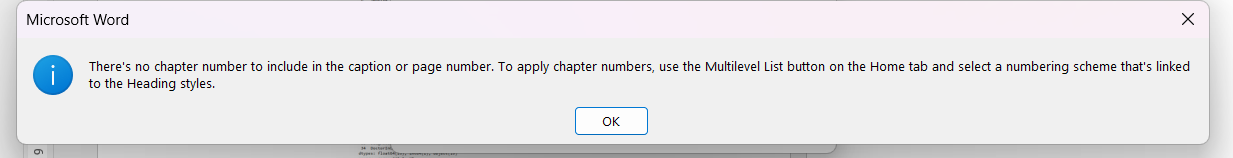 Microsoft Word
There's no chapter number to include in the caption or page number. To apply chapter numbers, use the Multilevel List button on the Home tab and select a numbering scheme that's linked
to the Heading styles.
OK
6